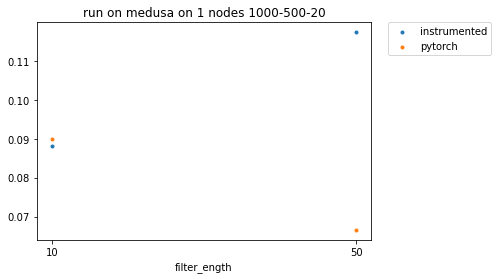 run on medusa on 1 nodes 1000-500-20
instrumented
pytorch
0.11
0.10
0.09
0.08
0.07
10
50
filter_ength